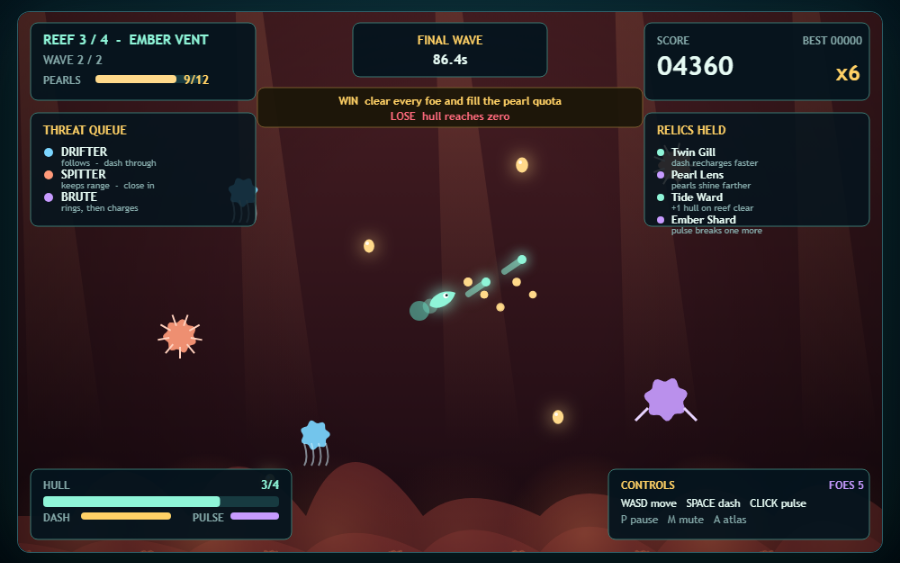 REEF 3 / 4 - EMBER VENT
WAVE 2 / 2
PEARLS 9/12
FINAL WAVE
86.4s
SCORE BEST 00000
04360 x6
WIN clear every foe and fill the pearl quota
LOSE hull reaches zero
THREAT QUEUE
DRIFTER
follows - dash through
SPITTER
keeps range - close in
BRUTE
rings, then charges
RELICS HELD
Twin Gill
dash recharges faster
Pearl Lens
pearls shine farther
Tide Ward
+1 hull on reef clear
Ember Shard
pulse breaks one more
HULL 3/4
DASH PULSE
CONTROLS FOES 5
WASD move SPACE dash CLICK pulse
P pause M mute A atlas